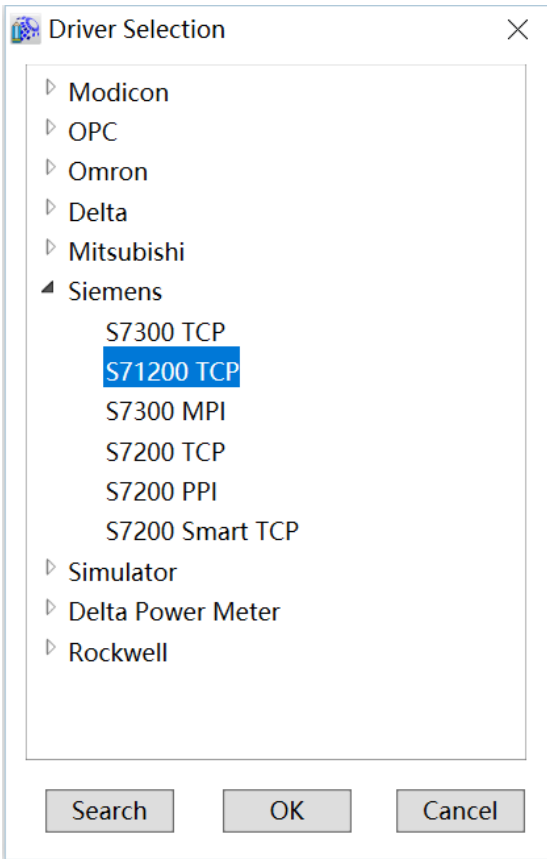 Driver Selection
Modicon
OPC
Omron
Delta
Mitsubishi
Siemens
S7300 TCP
S71200 TCP
S7300 MPI
S7200 TCP
S7200 PPI
S7200 Smart TCP
Simulator
Delta Power Meter
Rockwell
Search OK Cancel